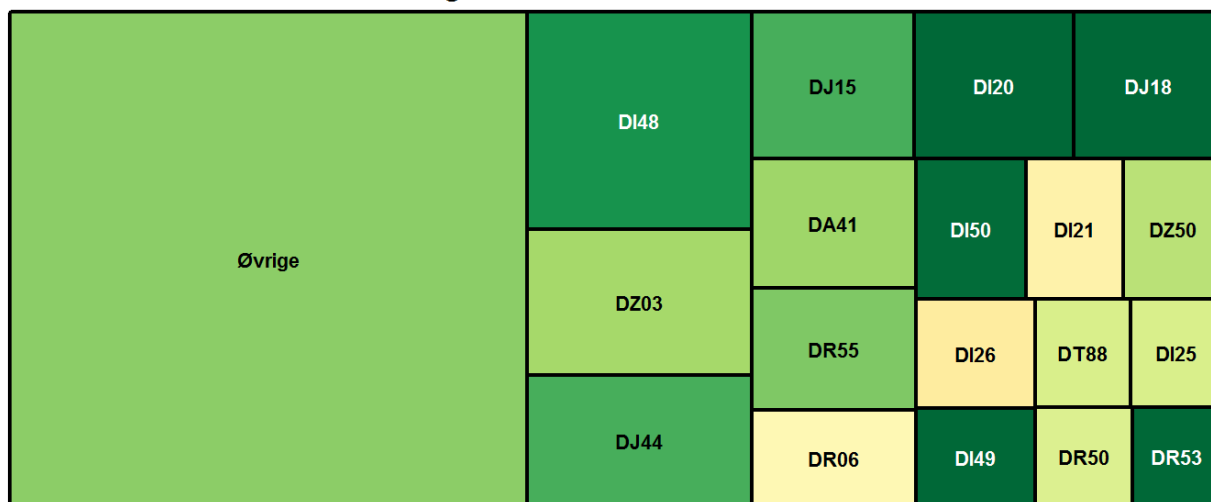 Øvrige
DI48
DZ03
DJ44
DJ15
DA41
DR55
DR06
DI20
DJ18
DI50
DI21
DZ50
DI26
DT88
DI25
DI49
DR50
DR53